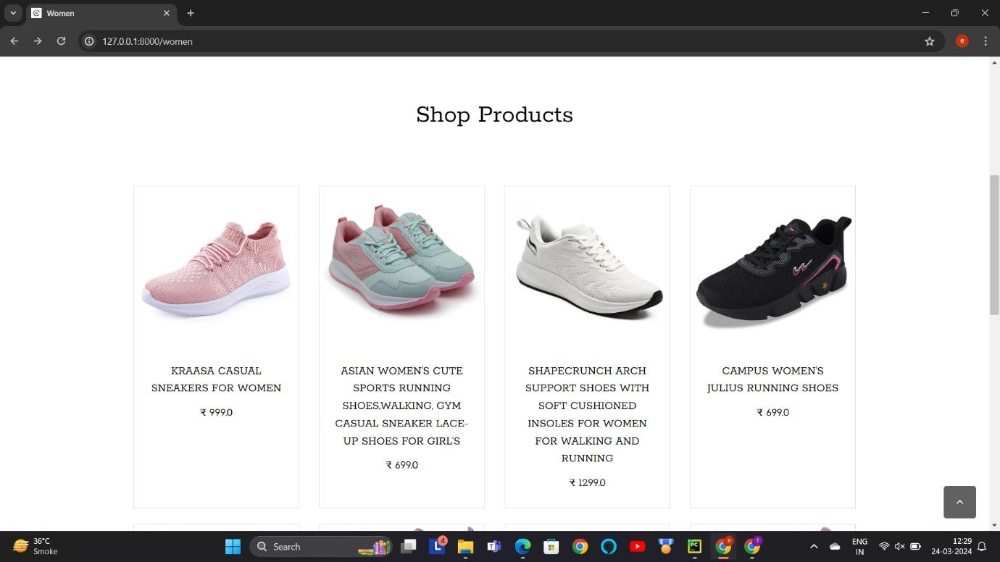 Women
127.0.0.1:8000/women
e
Shop Products
KRAASA CASUAL
SNEAKERS FOR WOMEN
₹ 999.0
ASIAN WOMEN'S CUTE
SPORTS RUNNING
SHOES,WALKING, GYM
CASUAL SNEAKER LACE-
UP SHOES FOR GIRL'S
₹ 699.0
SHAPECRUNCH ARCH
SUPPORT SHOES WITH
SOFT CUSHIONED
INSOLES FOR WOMEN
FOR WALKING AND
RUNNING
₹ 1299.0
CAMPUS WOMEN'S
JULIUS RUNNING SHOES
₹ 699.0
36°C
Smoke
Search
L
4
T
PC
e
T
ENG
IN
12:29
24-03-2024